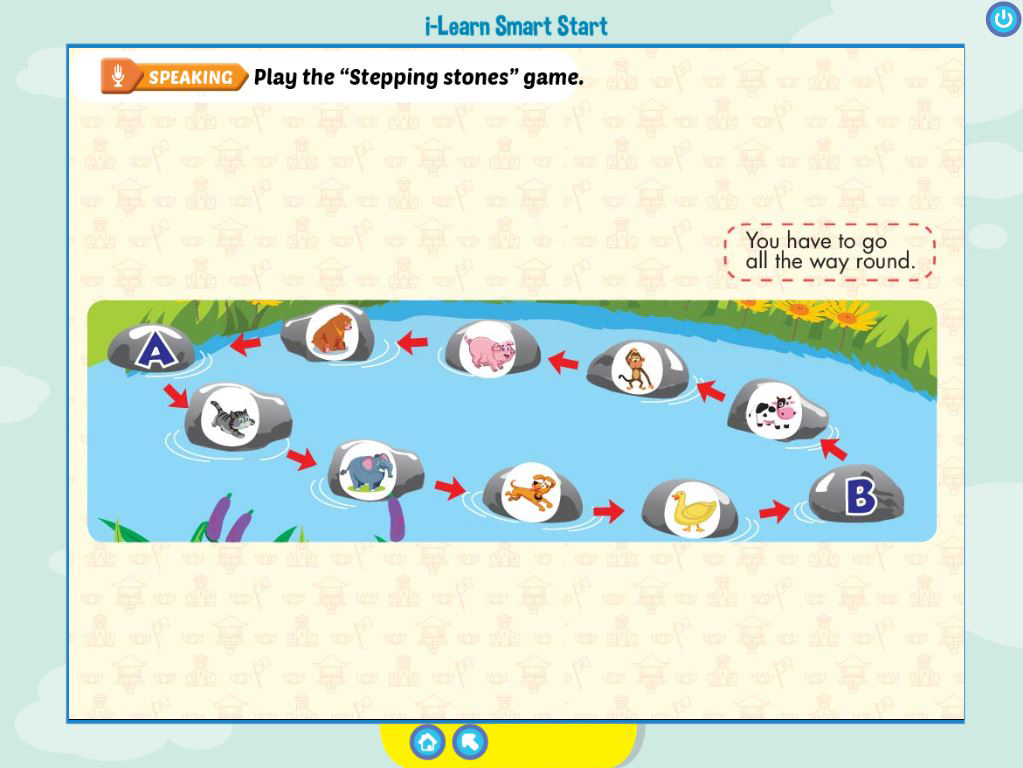 i-Learn Smart Start
SPEAKING Play the “Stepping stones” game.
You have to go
all the way round.
A
B